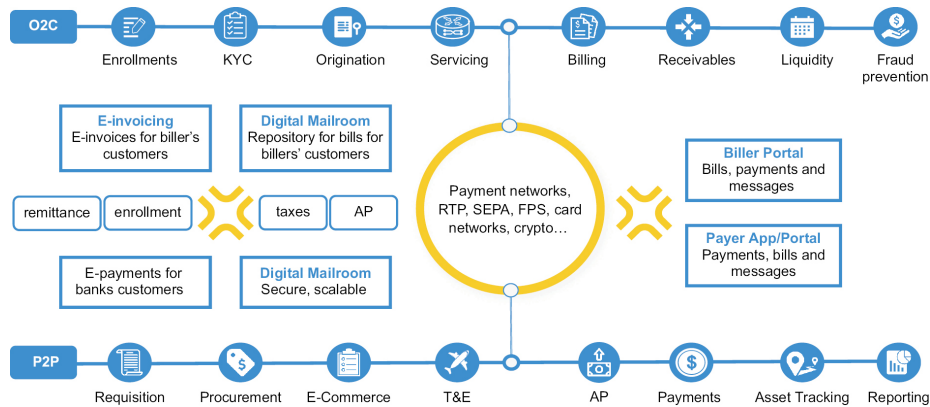 O2C
Enrollments
KYC
Origination
Servicing
Billing
Receivables
Liquidity
Fraud
prevention
E-invoicing
E-invoices for biller's
customers
Digital Mailroom
Repository for bills for
billers' customers
remittance
enrollment
taxes
AP
E-payments for
banks customers
Digital Mailroom
Secure, scalable
Payment networks,
RTP, SEPA, FPS, card
networks, crypto…
Biller Portal
Bills, payments and
messages
Payer App/Portal
Payments, bills and
messages
P2P
Requisition
Procurement
E-Commerce
T&E
AP
Payments
Asset Tracking
Reporting